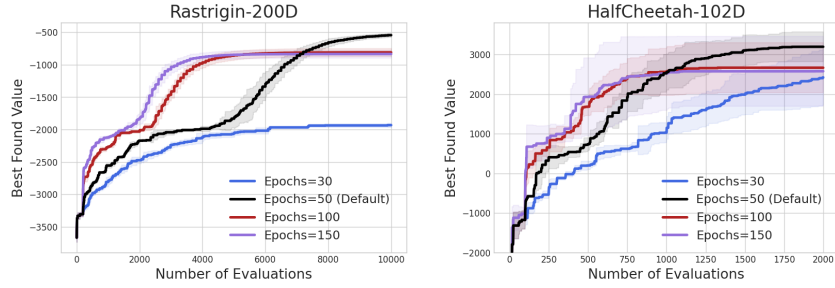 Rastrigin-200D
Best Found Value
−500
−1000
−1500
−2000
−2500
−3000
−3500
0
2000
4000
6000
8000
10000
Number of Evaluations
Epochs=30
Epochs=50 (Default)
Epochs=100
Epochs=150
HalfCheetah-102D
Best Found Value
3000
2000
1000
0
−1000
−2000
0
250
500
750
1000
1250
1500
1750
2000
Number of Evaluations
Epochs=30
Epochs=50 (Default)
Epochs=100
Epochs=150